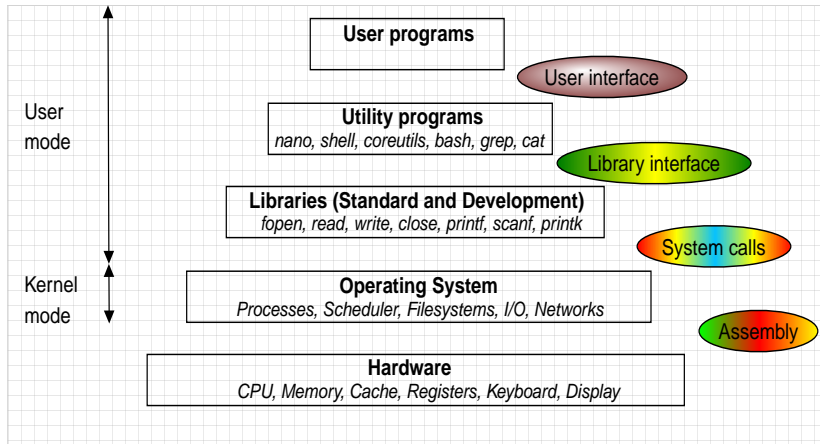 User programs
User interface
User
mode
Utility programs
nano, shell, coreutils, bash, grep, cat
Library interface
Libraries (Standard and Development)
fopen, read, write, close, printf, scanf, printk
System calls
Kernel
mode
Operating System
Processes, Scheduler, Filesystems, I/O, Networks
Assembly
Hardware
CPU, Memory, Cache, Registers, Keyboard, Display